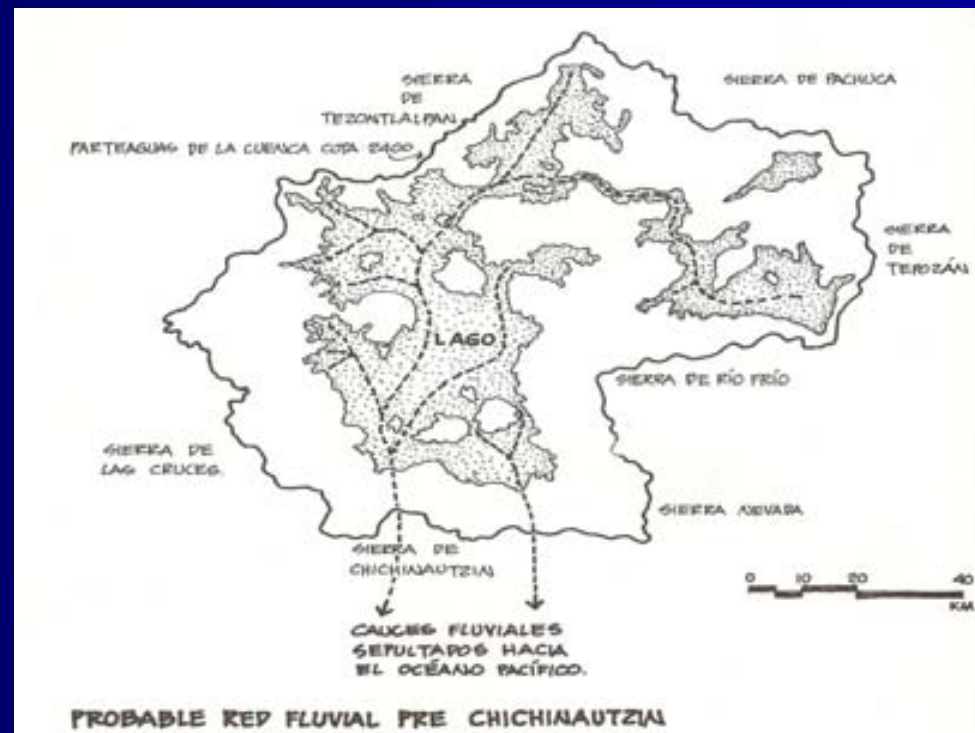 SIERRA
DE
TEZONTLALPAN
SIERRA DE PACHUCA
PARTEAGUAS DE LA CUENCA COTA 2400
SIERRA
DE
TEPOZÁN
LAGO
SIERRA DE RÍO FRÍO
SIERRA DE
LAS CRUCES.
SIERRA NEVADA
SIERRA DE
CHICHINAUTZIN
0 10 20 40
KM
CAUCES FLUVIALES
SEPULTADOS HACIA
EL OCÉANO PACÍFICO.
PROBABLE RED FLUVIAL PRE CHICHINAUTZIN